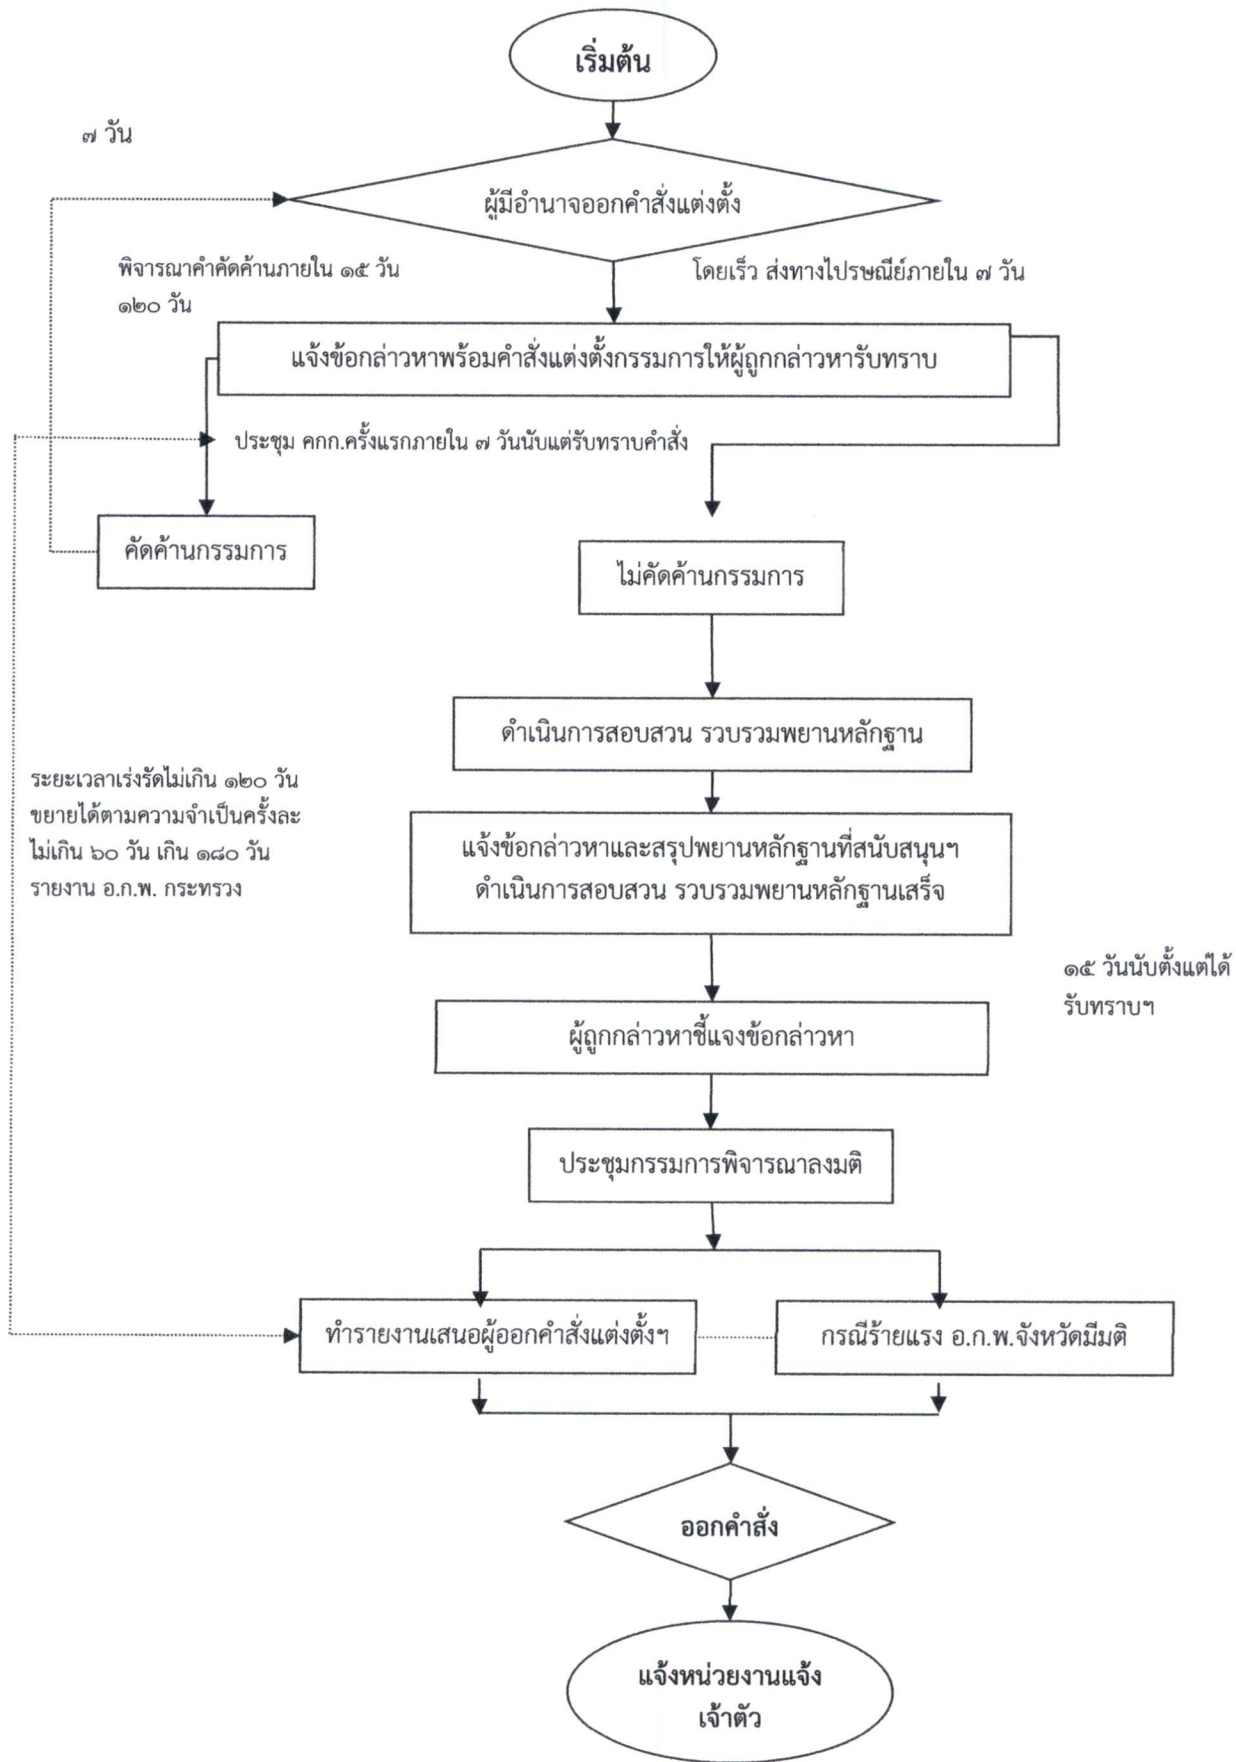 เริ่มต้น
๗ วัน
ผู้มีอำนาจออกคำสั่งแต่งตั้ง
พิจารณาคำคัดค้านภายใน ๑๕ วัน
๑๒๐ วัน
โดยเร็ว ส่งทางไปรษณีย์ภายใน ๗ วัน
แจ้งข้อกล่าวหาพร้อมคำสั่งแต่งตั้งกรรมการให้ผู้ถูกกล่าวหารับทราบ
ประชุม คกก.ครั้งแรกภายใน ๗ วันนับแต่รับทราบคำสั่ง
คัดค้านกรรมการ
ไม่คัดค้านกรรมการ
ดำเนินการสอบสวน รวบรวมพยานหลักฐาน
ระยะเวลาเร่งรัดไม่เกิน ๑๒๐ วัน
ขยายได้ตามความจำเป็นครั้งละ
ไม่เกิน ๖๐ วัน เกิน ๑๘๐ วัน
รายงาน อ.ก.พ. กระทรวง
แจ้งข้อกล่าวหาและสรุปพยานหลักฐานที่สนับสนุนฯ
ดำเนินการสอบสวน รวบรวมพยานหลักฐานเสร็จ
๑๕ วันนับตั้งแต่ได้
รับทราบฯ
ผู้ถูกกล่าวหาชี้แจงข้อกล่าวหา
ประชุมกรรมการพิจารณาลงมติ
ทำรายงานเสนอผู้ออกคำสั่งแต่งตั้งฯ
กรณีร้ายแรง อ.ก.พ.จังหวัดมีมติ
ออกคำสั่ง
แจ้งหน่วยงานแจ้ง
เจ้าตัว